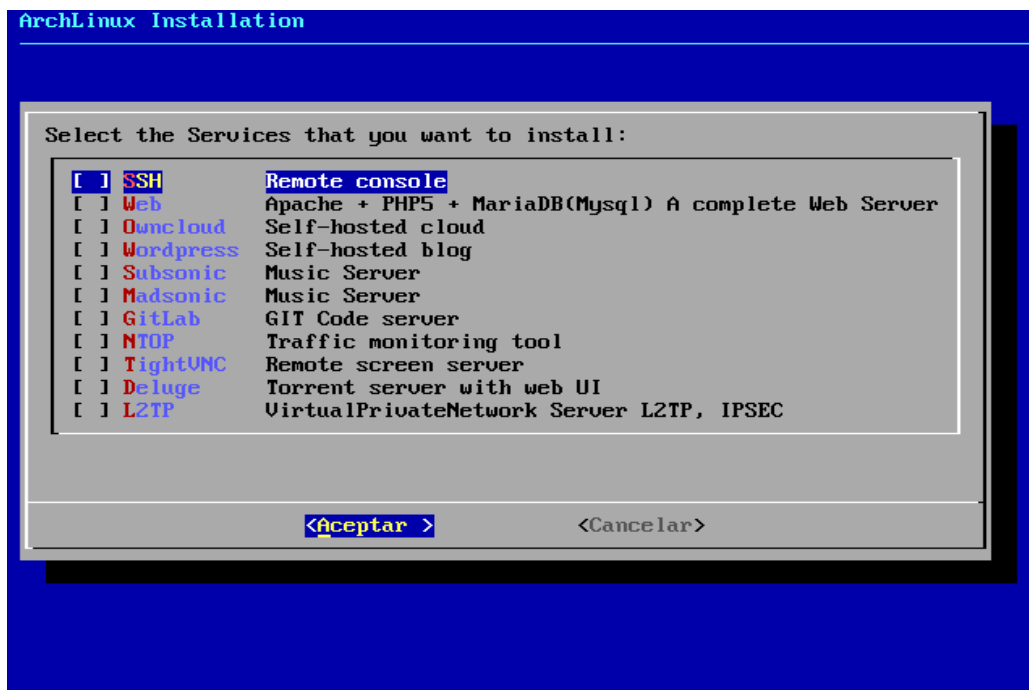 ArchLinux Installation
Select the Services that you want to install:
[ ] SSH Remote console
[ ] Web Apache + PHP5 + MariaDB(Mysql) A complete Web Server
[ ] Owncloud Self-hosted cloud
[ ] Wordpress Self-hosted blog
[ ] Subsonic Music Server
[ ] Madsonic Music Server
[ ] GitLab GIT Code server
[ ] NTOP Traffic monitoring tool
[ ] TightVNC Remote screen server
[ ] Deluge Torrent server with web UI
[ ] L2TP VirtualPrivateNetwork Server L2TP, IPSEC
<Aceptar > <Cancelar>